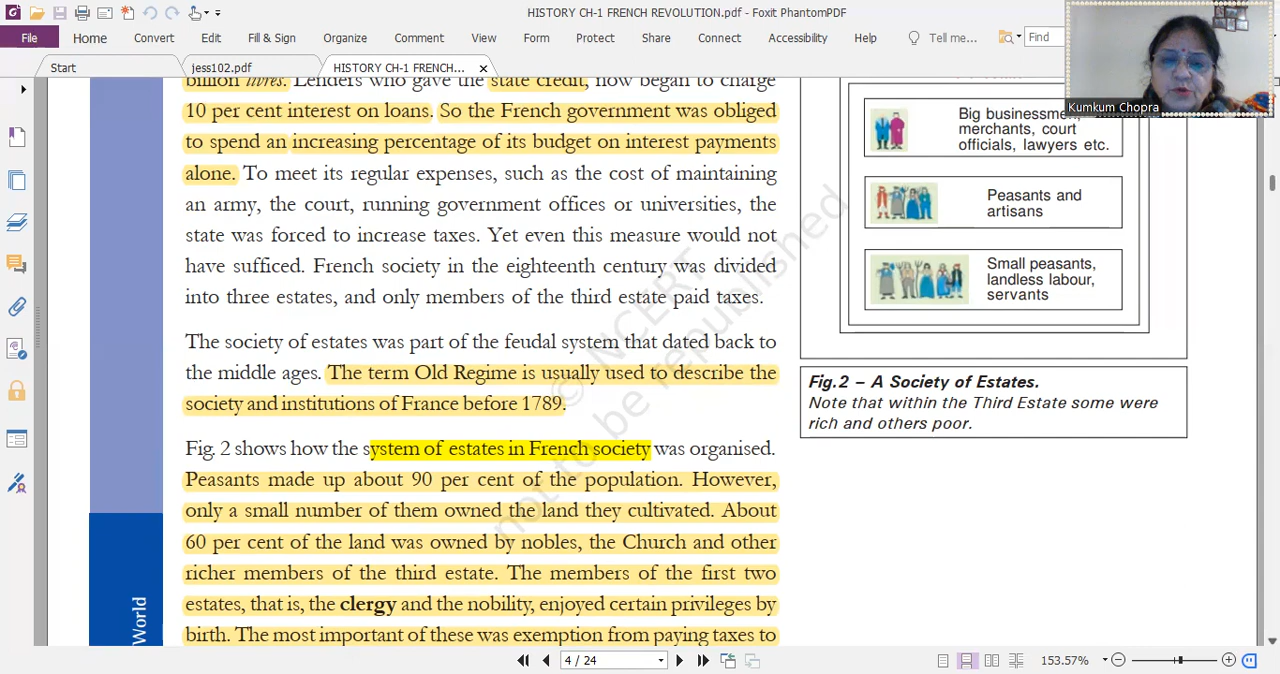 HISTORY CH-1 FRENCH REVOLUTION.pdf - Foxit PhantomPDF
File Home Convert Edit Fill & Sign Organize Comment View Form Protect Share Connect Accessibility Help Tell me... Find
Start jess102.pdf HISTORY CH-1 FRENCH... ×
Kumkum Chopra
billion livres. Lenders who gave the state credit, now began to charge
10 per cent interest on loans. So the French government was obliged
to spend an increasing percentage of its budget on interest payments
alone. To meet its regular expenses, such as the cost of maintaining
an army, the court, running government offices or universities, the
state was forced to increase taxes. Yet even this measure would not
have sufficed. French society in the eighteenth century was divided
into three estates, and only members of the third estate paid taxes.
The society of estates was part of the feudal system that dated back to
the middle ages. The term Old Regime is usually used to describe the
society and institutions of France before 1789.
Fig. 2 shows how the system of estates in French society was organised.
Peasants made up about 90 per cent of the population. However,
only a small number of them owned the land they cultivated. About
60 per cent of the land was owned by nobles, the Church and other
richer members of the third estate. The members of the first two
estates, that is, the clergy and the nobility, enjoyed certain privileges by
birth. The most important of these was exemption from paying taxes to
Big businessmen,
merchants, court
officials, lawyers etc.
Peasants and
artisans
Small peasants,
landless labour,
servants
Fig.2 – A Society of Estates.
Note that within the Third Estate some were
rich and others poor.
© NCERT
not to be republished
World
4 / 24
153.57%